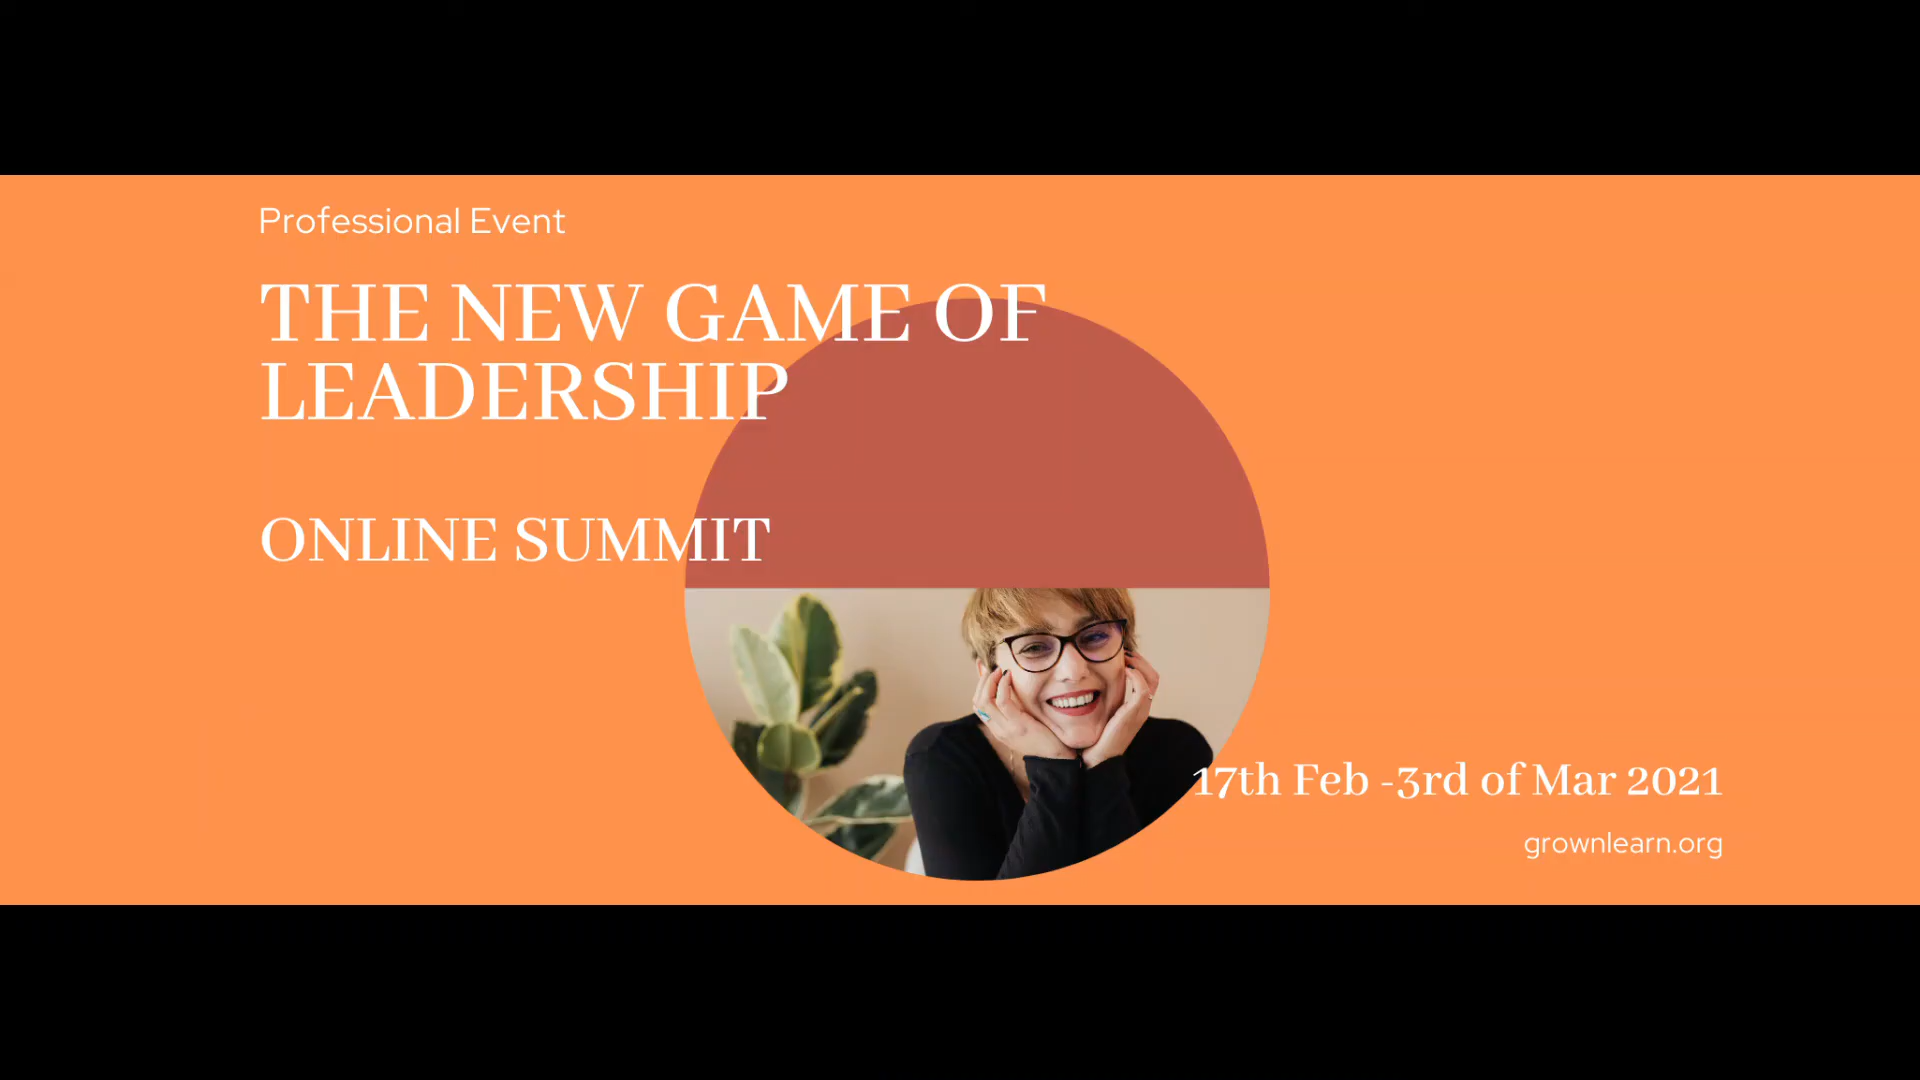 Professional Event
THE NEW GAME OF
LEADERSHIP
ONLINE SUMMIT
17th Feb -3rd of Mar 2021
grownlearn.org